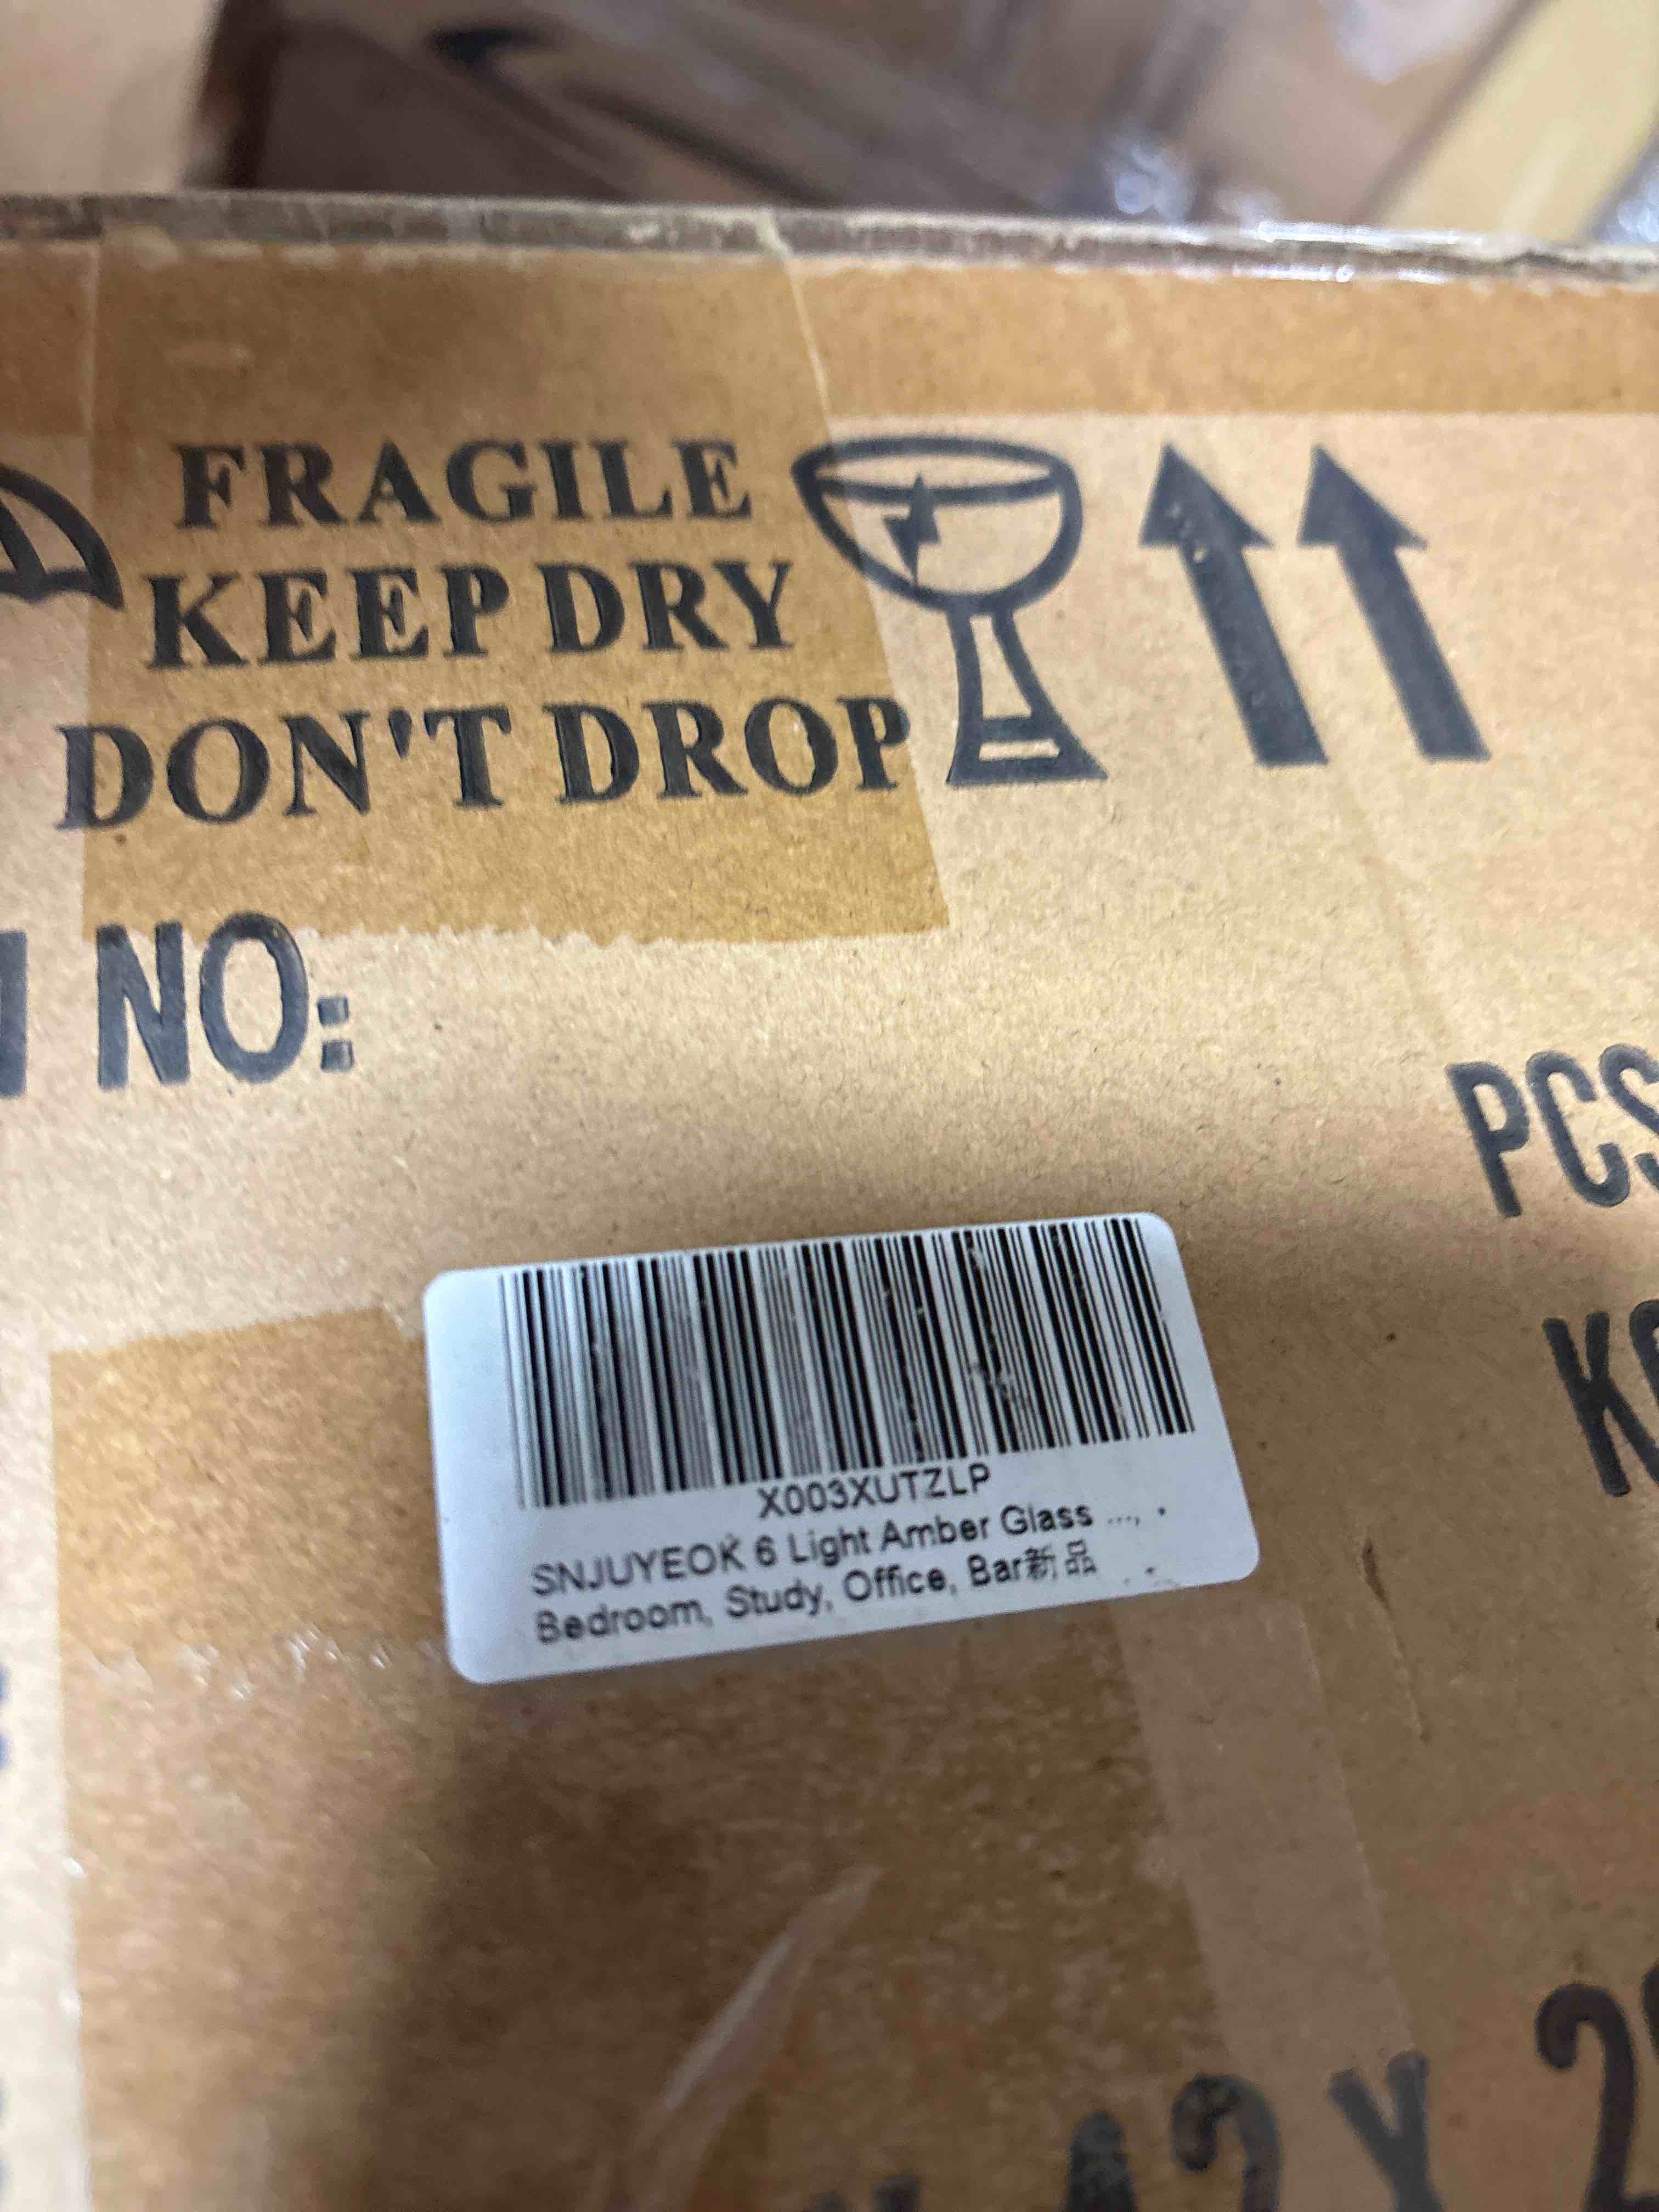 FRAGILE
KEEP DRY
DON'T DROP
NO:
PCS
X003XUTZLP
SNJUYEOK 6 Light Amber Glass ..., .
Bedroom, Study, Office, Bar新品